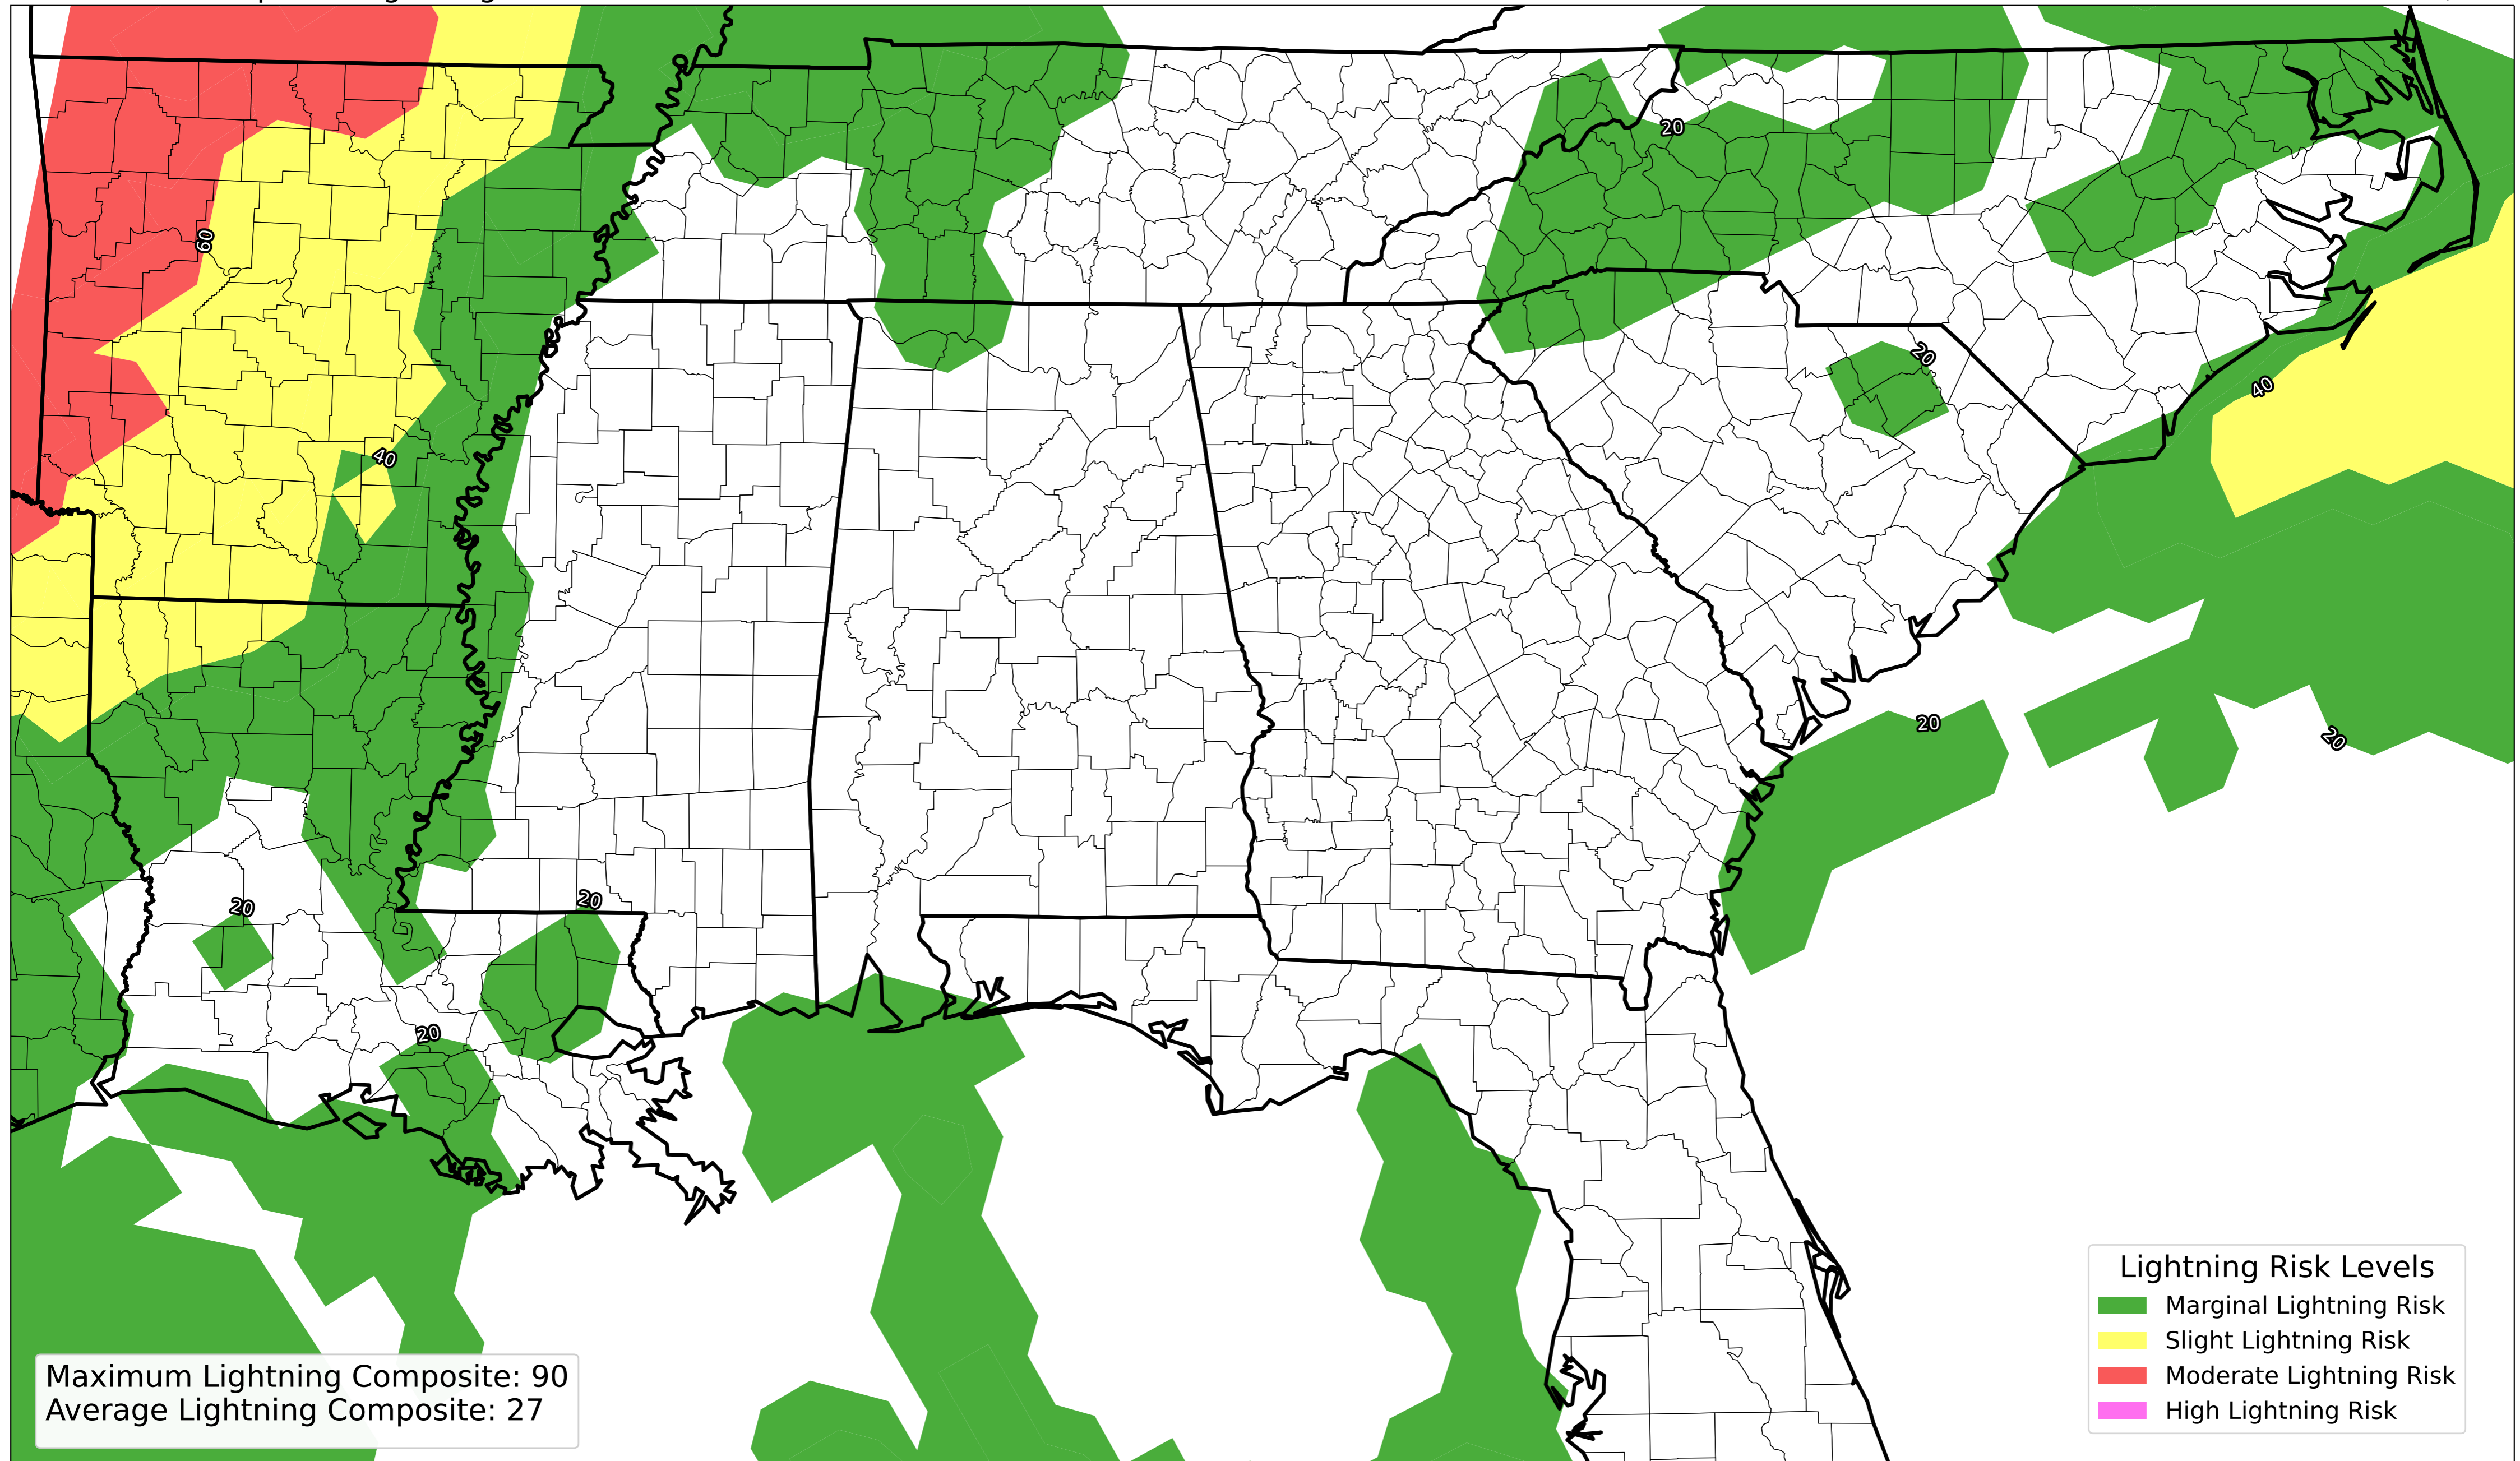 20
60
20
40
40
20
20
20
20
20
Lightning Risk Levels
Marginal Lightning Risk
Slight Lightning Risk
Moderate Lightning Risk
High Lightning Risk
Maximum Lightning Composite: 90
Average Lightning Composite: 27